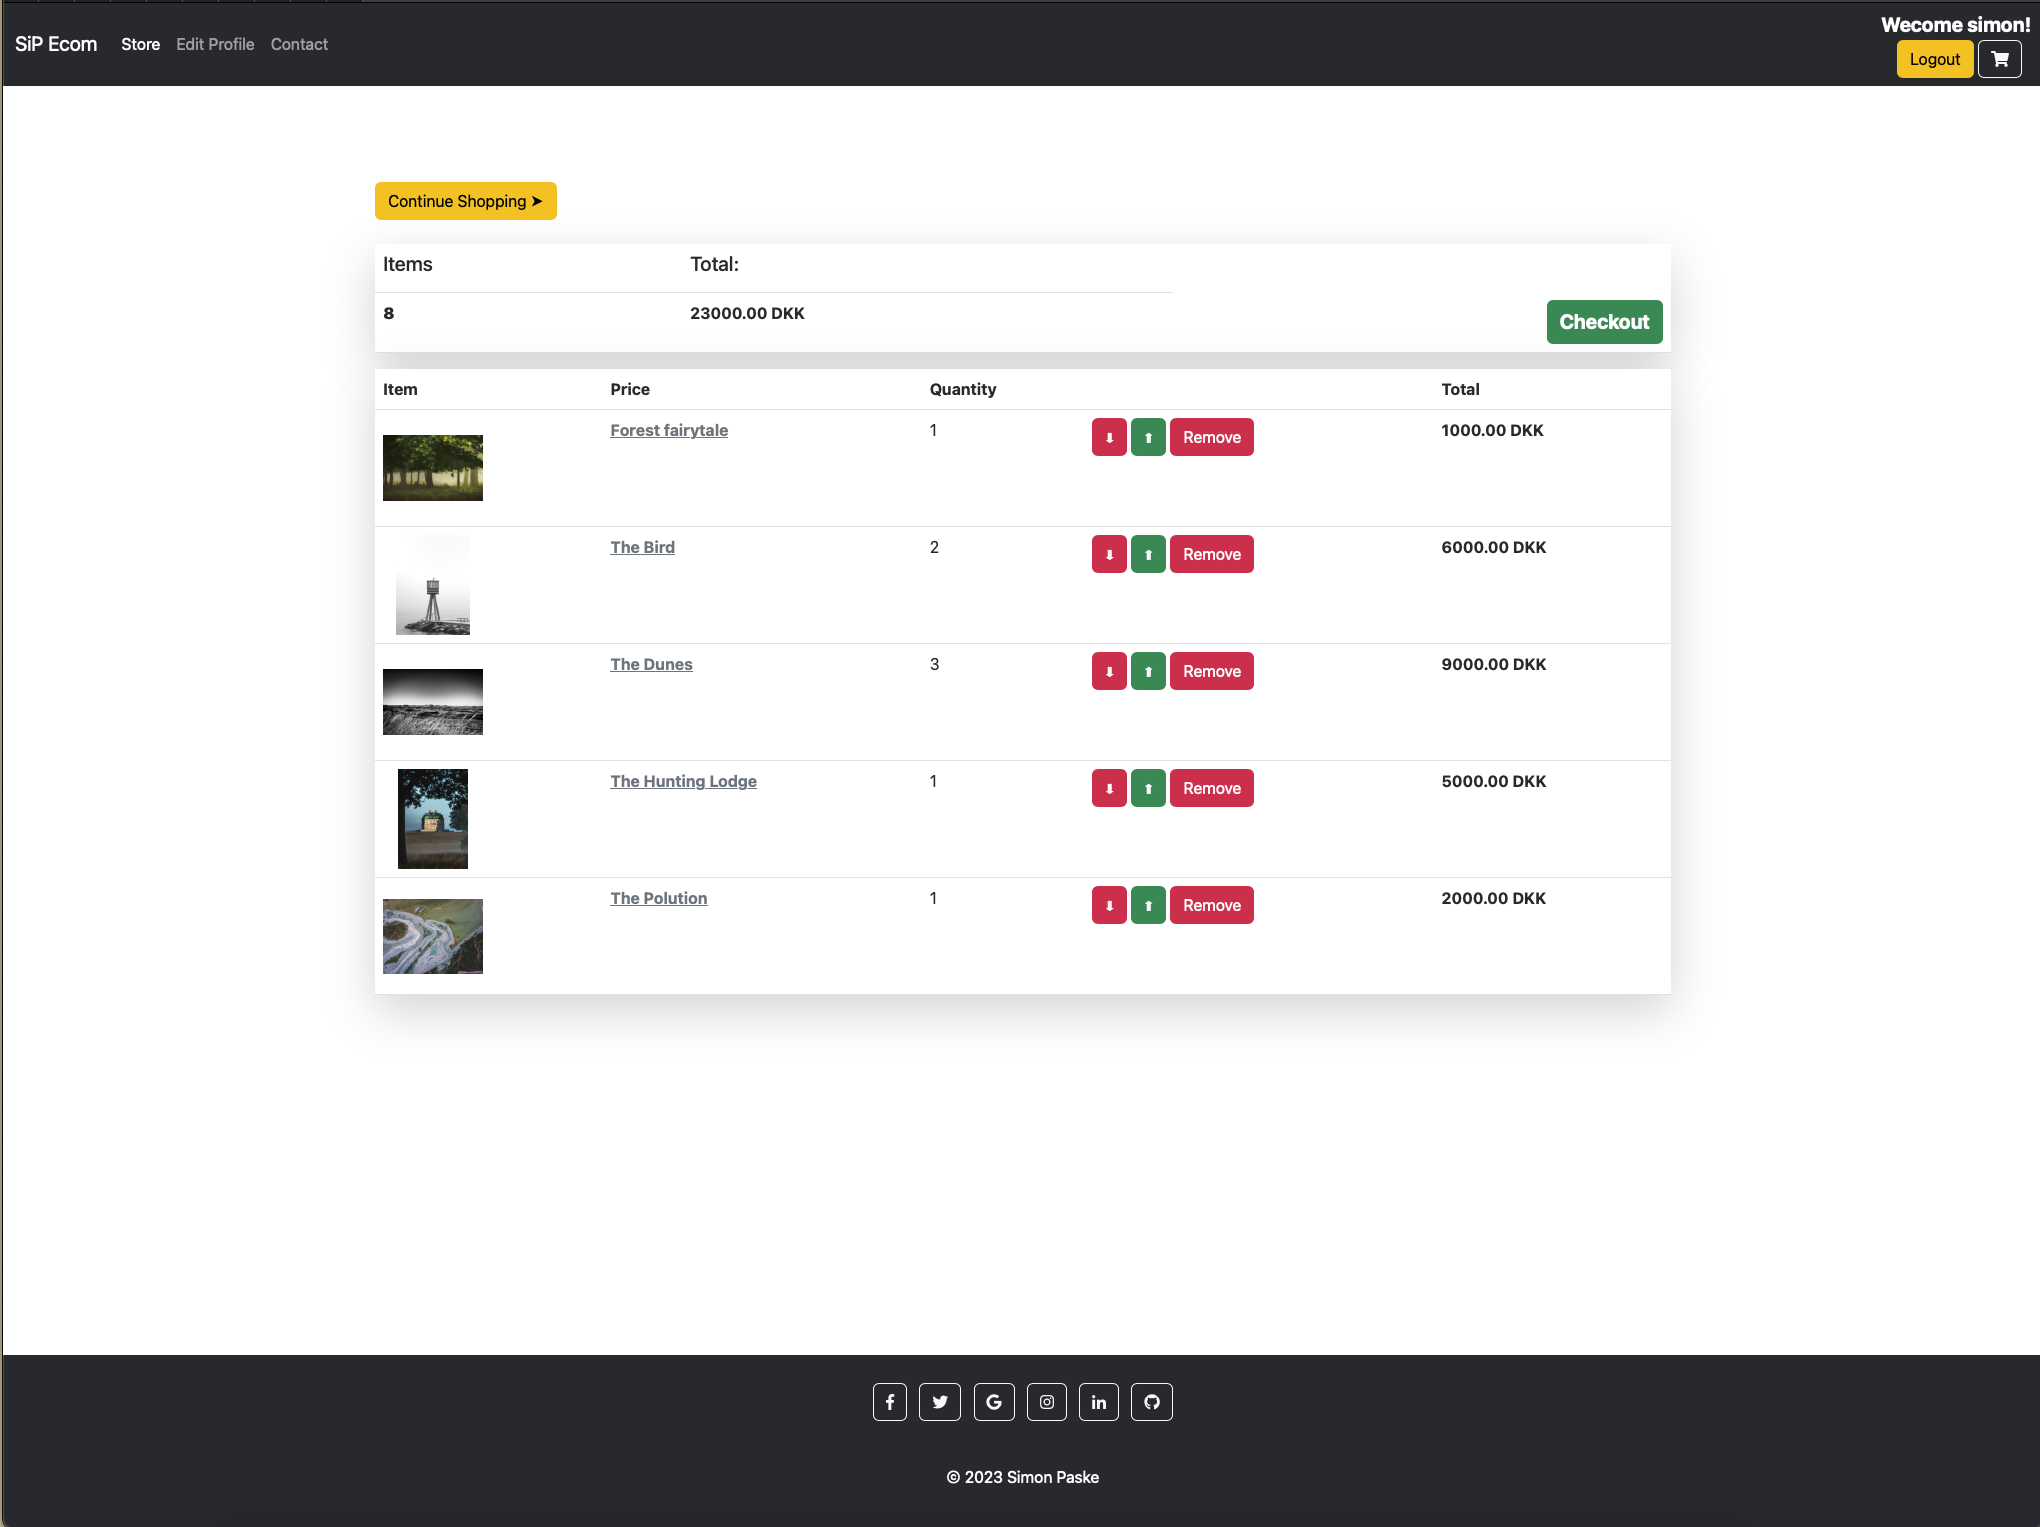 SiP Ecom Store Edit Profile Contact
Wecome simon!
Logout
Continue Shopping ➤
Items Total:
8 23000.00 DKK Checkout
Item Price Quantity Total
Forest fairytale 1 ⬇ ⬆ Remove 1000.00 DKK
The Bird 2 ⬇ ⬆ Remove 6000.00 DKK
The Dunes 3 ⬇ ⬆ Remove 9000.00 DKK
The Hunting Lodge 1 ⬇ ⬆ Remove 5000.00 DKK
The Polution 1 ⬇ ⬆ Remove 2000.00 DKK
© 2023 Simon Paske